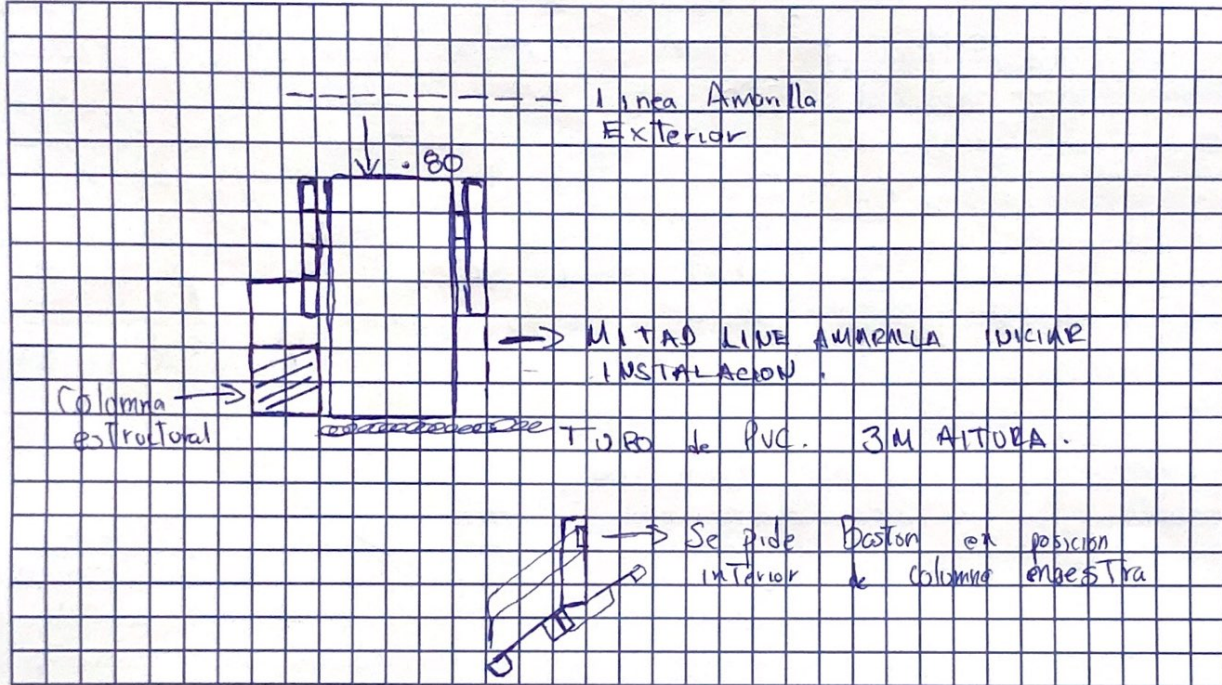 linea Amarilla
Exterior
.80
MITAD LINE AMARALLA INICIAR
INSTALACION.
Columna
estructural
TUBO de PVC. 3M ALTURA.
Se pide Baston en posicion
interior de columna